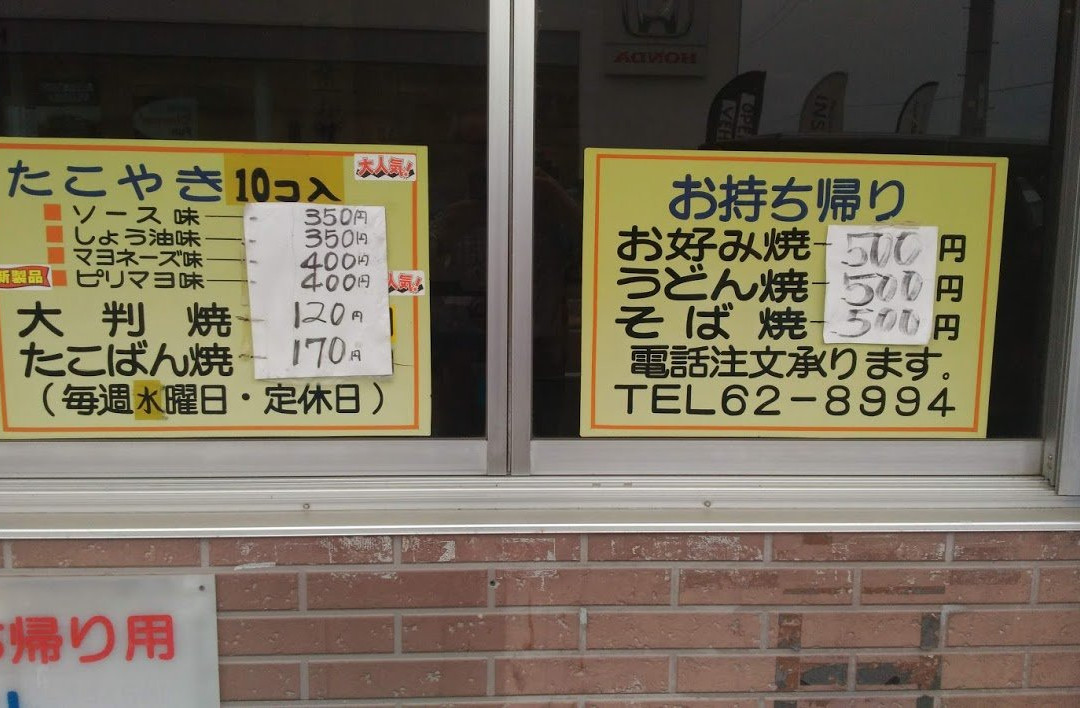 たこやき10コ入
大人気!
ソース味 350円
しょう油味 350円
マヨネーズ味 400円
新製品
ピリマヨ味 400円
人気!
大判焼 120円
たこばん焼 170円
（毎週水曜日・定休日）
お持ち帰り
お好み焼 500円
うどん焼 500円
そば焼 500円
電話注文承ります。
TEL62-8994
HONDA
OPEN
INS
帰り用